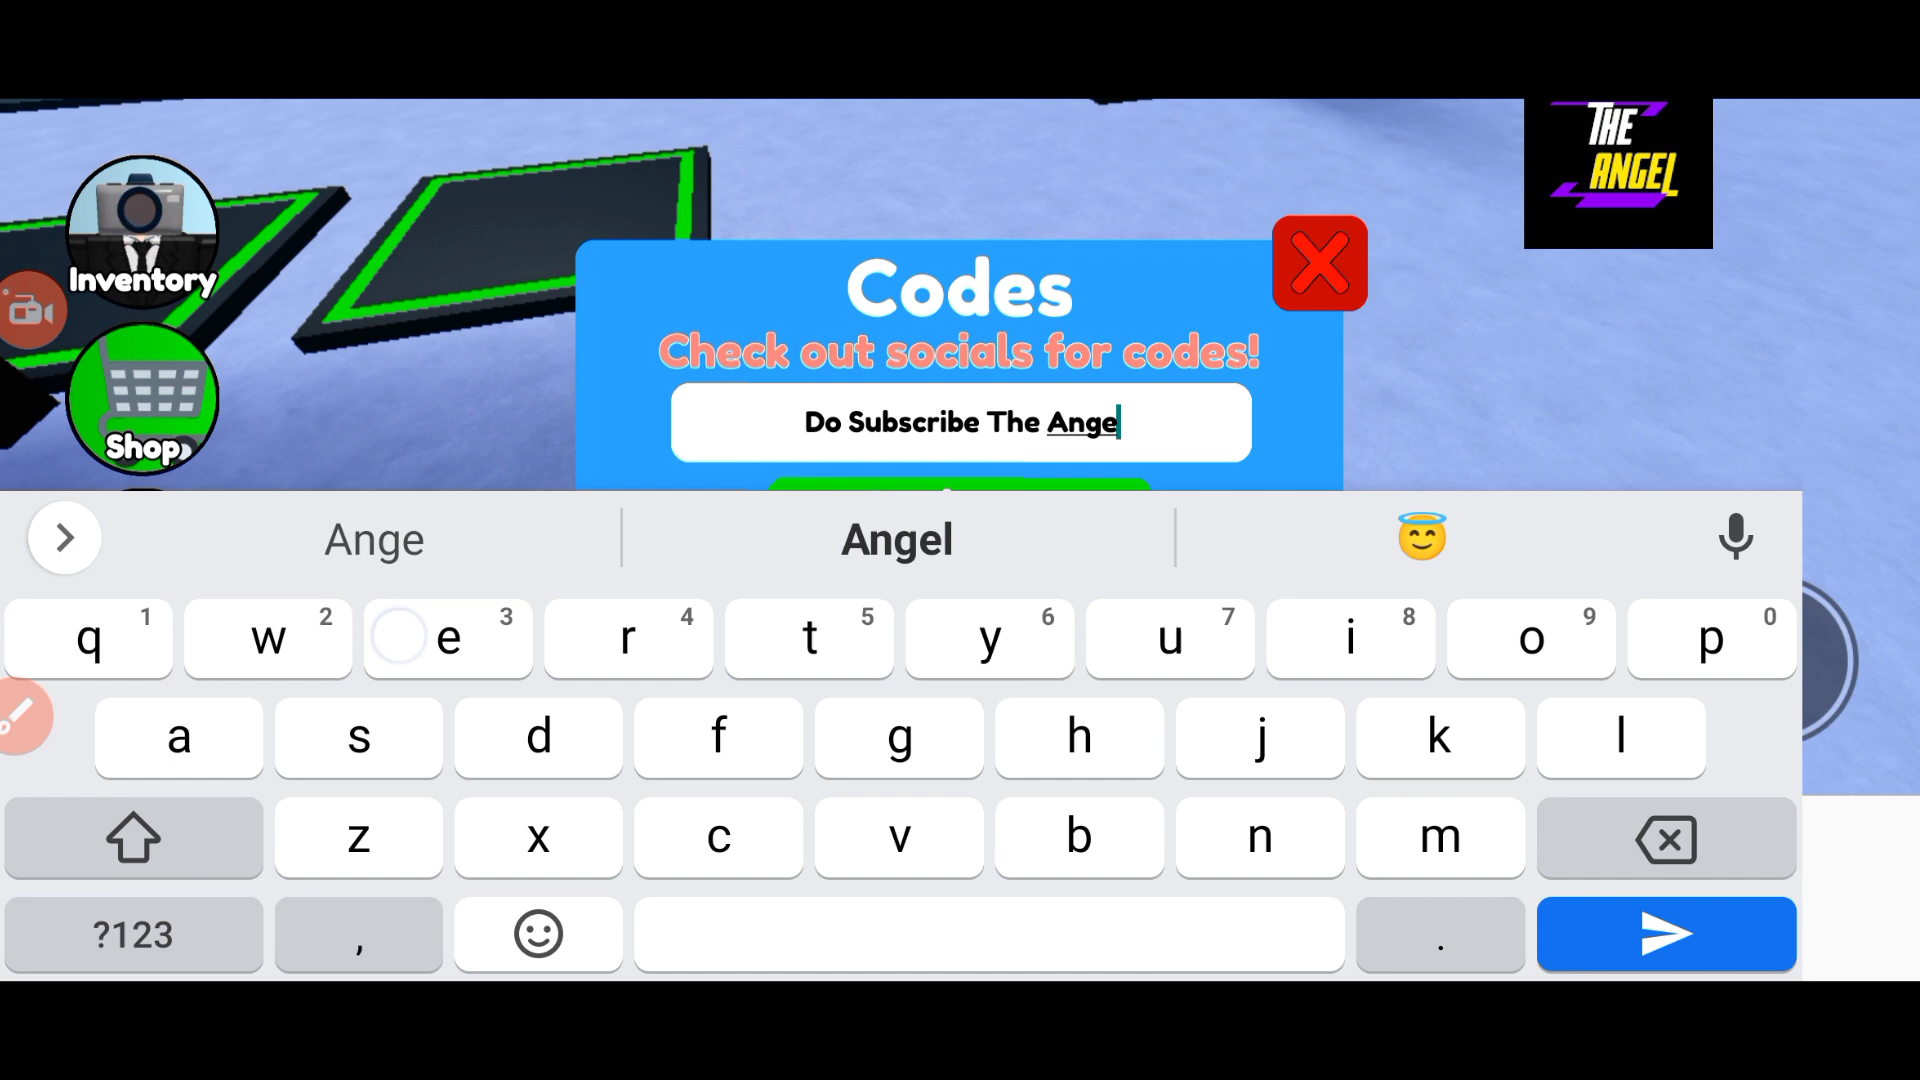 THE
ANGEL
Inventory
Codes
Check out socials for codes!
Shop
Do Subscribe The Ange
Ange Angel
q 1 w 2 e 3 r 4 t 5 y 6 u 7 i 8 o 9 p 0
a s d f g h j k l
z x c v b n m
?123 , .